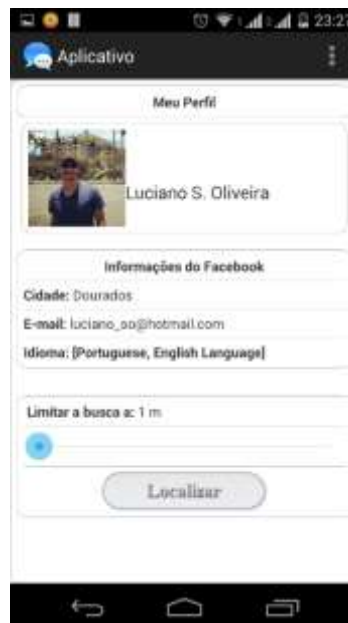 23:27
Aplicativo
Meu Perfil
Luciano S. Oliveira
Informações do Facebook
Cidade: Dourados
E-mail: luciano_so@hotmail.com
Idioma: [Portuguese, English Language]
Limitar a busca a: 1 m
Localizar